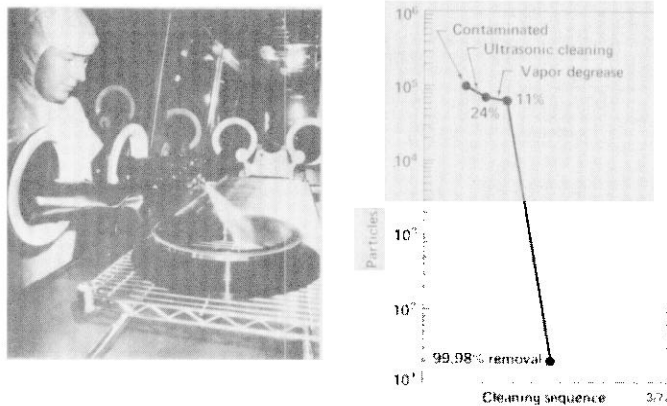 10⁶
Contaminated
Ultrasonic cleaning
Vapor degrease
10⁵
11%
24%
10⁴
Particles
10³
10²
99.98% removal
10¹
Cleaning sequence